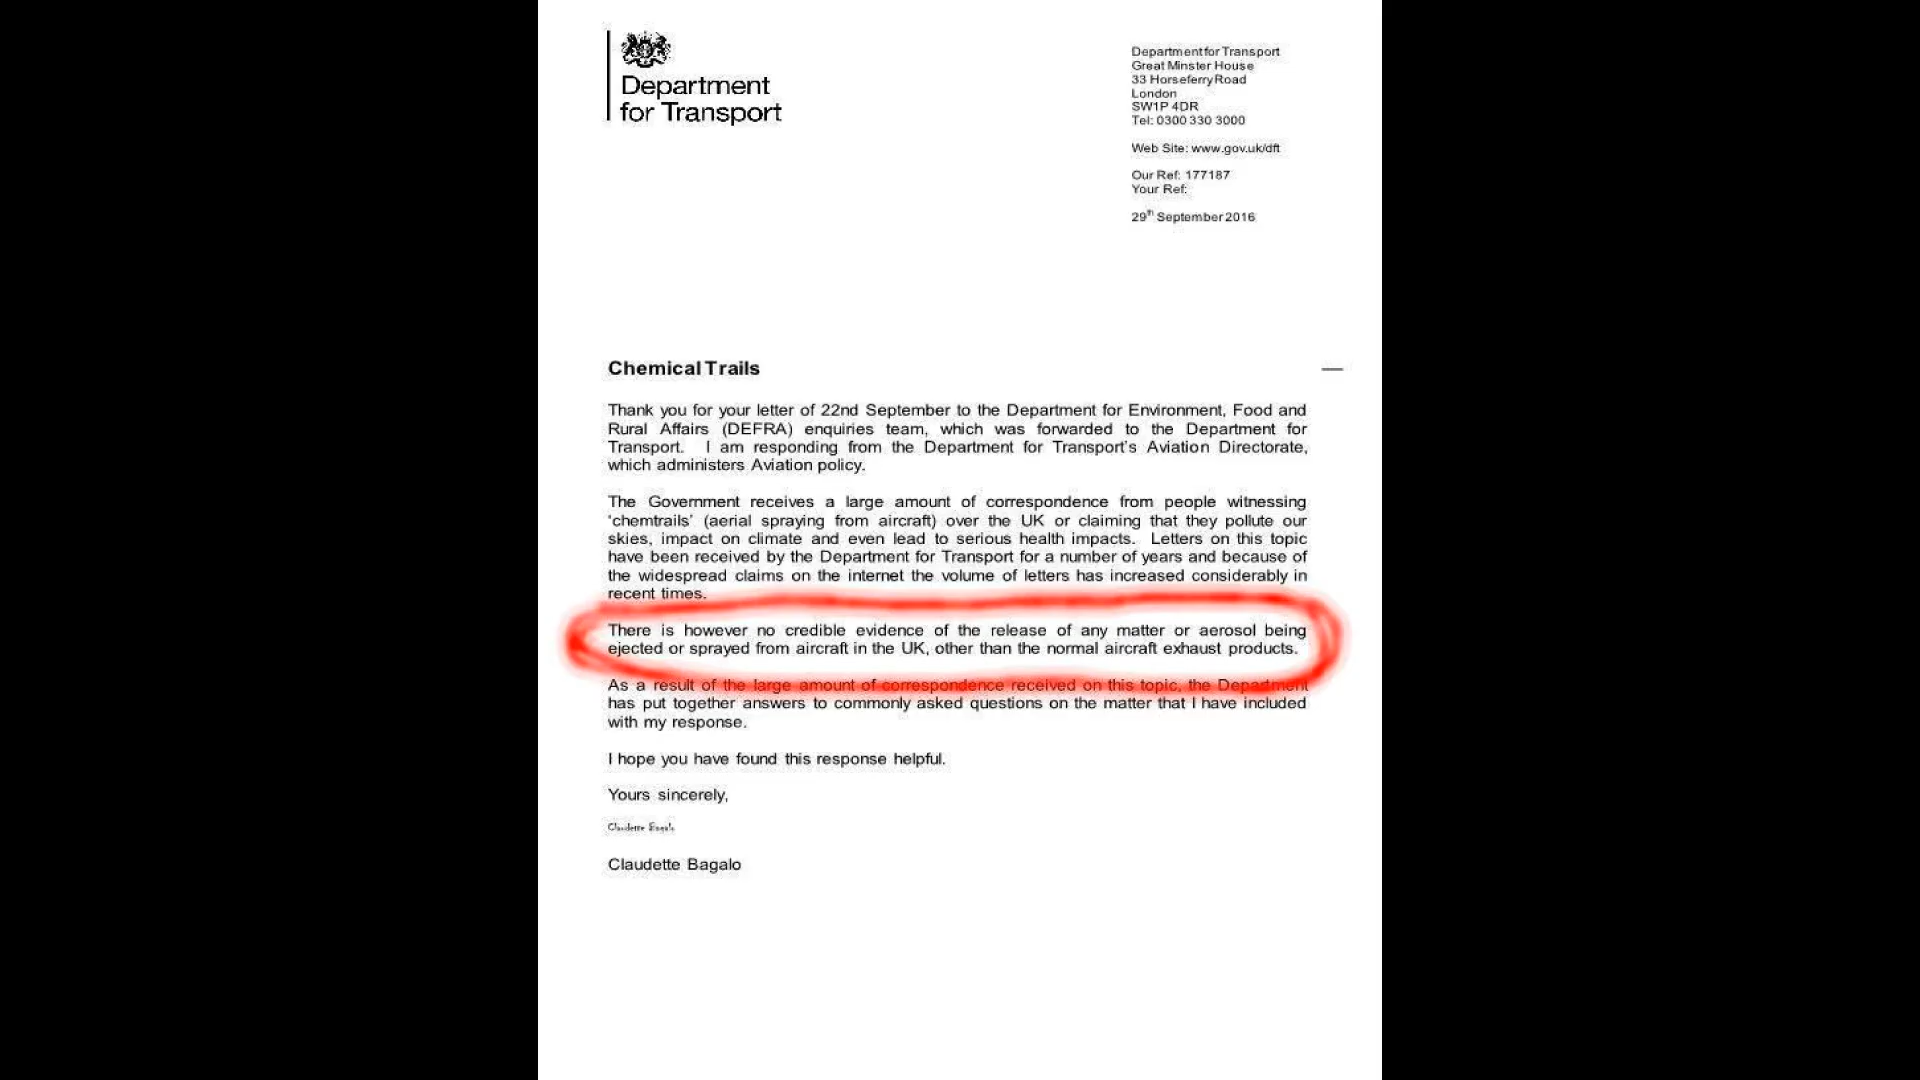 Department
for Transport
Department for Transport
Great Minster House
33 Horseferry Road
London
SW1P 4DR
Tel: 0300 330 3000
Web Site: www.gov.uk/dft
Our Ref: 177187
Your Ref:
29th September 2016
Chemical Trails
Thank you for your letter of 22nd September to the Department for Environment, Food and
Rural Affairs (DEFRA) enquiries team, which was forwarded to the Department for
Transport. I am responding from the Department for Transport's Aviation Directorate,
which administers Aviation policy.
The Government receives a large amount of correspondence from people witnessing
'chemtrails' (aerial spraying from aircraft) over the UK or claiming that they pollute our
skies, impact on climate and even lead to serious health impacts. Letters on this topic
have been received by the Department for Transport for a number of years and because of
the widespread claims on the internet the volume of letters has increased considerably in
recent times.
There is however no credible evidence of the release of any matter or aerosol being
ejected or sprayed from aircraft in the UK, other than the normal aircraft exhaust products.
As a result of the large amount of correspondence received on this topic, the Department
has put together answers to commonly asked questions on the matter that I have included
with my response.
I hope you have found this response helpful.
Yours sincerely,
Claudette Bagalo
Claudette Bagalo